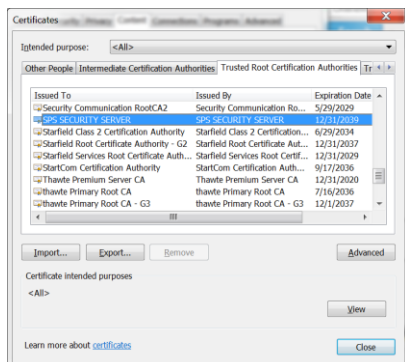 Certificates
Privacy Content Connections Programs Advanced
Intended purpose: <All>
Other People Intermediate Certification Authorities Trusted Root Certification Authorities Tr
Issued To Issued By Expiration Date
Security Communication RootCA2 Security Communication Ro... 5/29/2029
SPS SECURITY SERVER SPS SECURITY SERVER 12/31/2039
Starfield Class 2 Certification Authority Starfield Class 2 Certification... 6/29/2034
Starfield Root Certificate Authority - G2 Starfield Root Certificate Aut... 12/31/2037
Starfield Services Root Certificate Auth... Starfield Services Root Certif... 12/31/2029
StartCom Certification Authority StartCom Certification Auth... 9/17/2036
Thawte Premium Server CA Thawte Premium Server CA 12/31/2020
thawte Primary Root CA thawte Primary Root CA 7/16/2036
thawte Primary Root CA - G3 thawte Primary Root CA - G3 12/1/2037
Import... Export... Remove Advanced
Certificate intended purposes
<All>
View
Learn more about certificates
Close